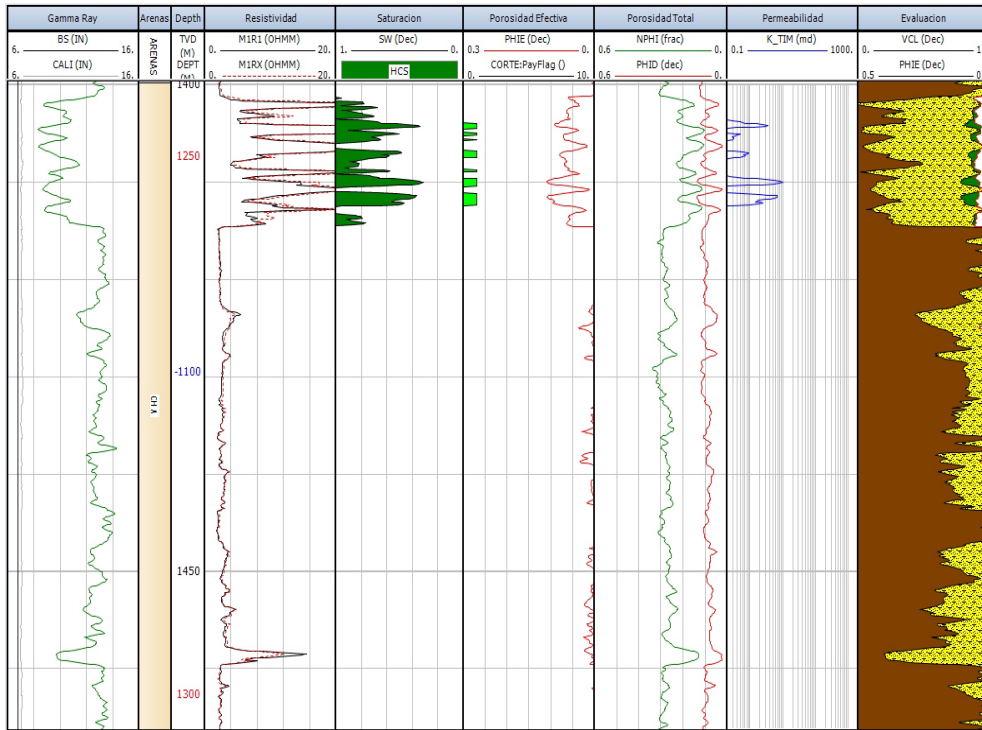 Gamma Ray Arenas Depth Resistividad Saturacion Porosidad Efectiva Porosidad Total Permeabilidad Evaluacion
BS (IN)
6. 16.
CALI (IN)
6. 16.
ARENAS
TVD
(M)
DEPT
(M)
M1R1 (OHMM)
0. 20.
M1RX (OHMM)
0. 20.
SW (Dec)
1. 0.
HCS
PHIE (Dec)
0.3 0.
CORTE:PayFlag ()
0. 10.
NPHI (frac)
0.6 0.
PHID (dec)
0.6 0.
K_TIM (md)
0.1 1000.
VCL (Dec)
0. 1.
PHIE (Dec)
0.5 0.
1400
1250
-1100
CH X
1450
1300